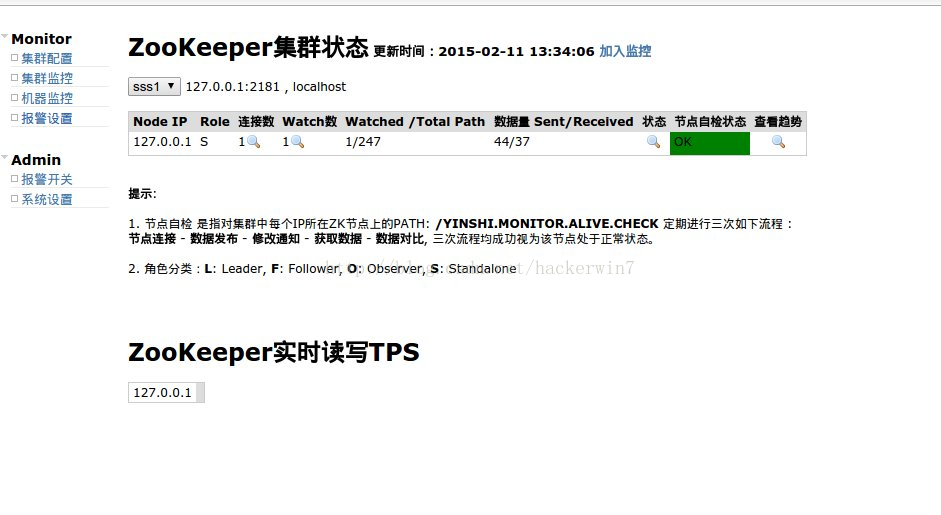 Monitor
集群配置
集群监控
机器监控
报警设置
Admin
报警开关
系统设置
ZooKeeper集群状态 更新时间：2015-02-11 13:34:06 加入监控
sss1 127.0.0.1:2181 , localhost
Node IP Role 连接数 Watch数 Watched /Total Path 数据量 Sent/Received 状态 节点自检状态 查看趋势
127.0.0.1 S 1 1 1/247 44/37 OK
提示：
1. 节点自检 是指对集群中每个IP所在ZK节点上的PATH：/YINSHI.MONITOR.ALIVE.CHECK 定期进行三次如下流程：
节点连接 - 数据发布 - 修改通知 - 获取数据 - 数据对比, 三次流程均成功视为该节点处于正常状态。
2. 角色分类：L: Leader, F: Follower, O: Observer, S: Standalone
http://blog.csdn.net/hackerwin7
ZooKeeper实时读写TPS
127.0.0.1